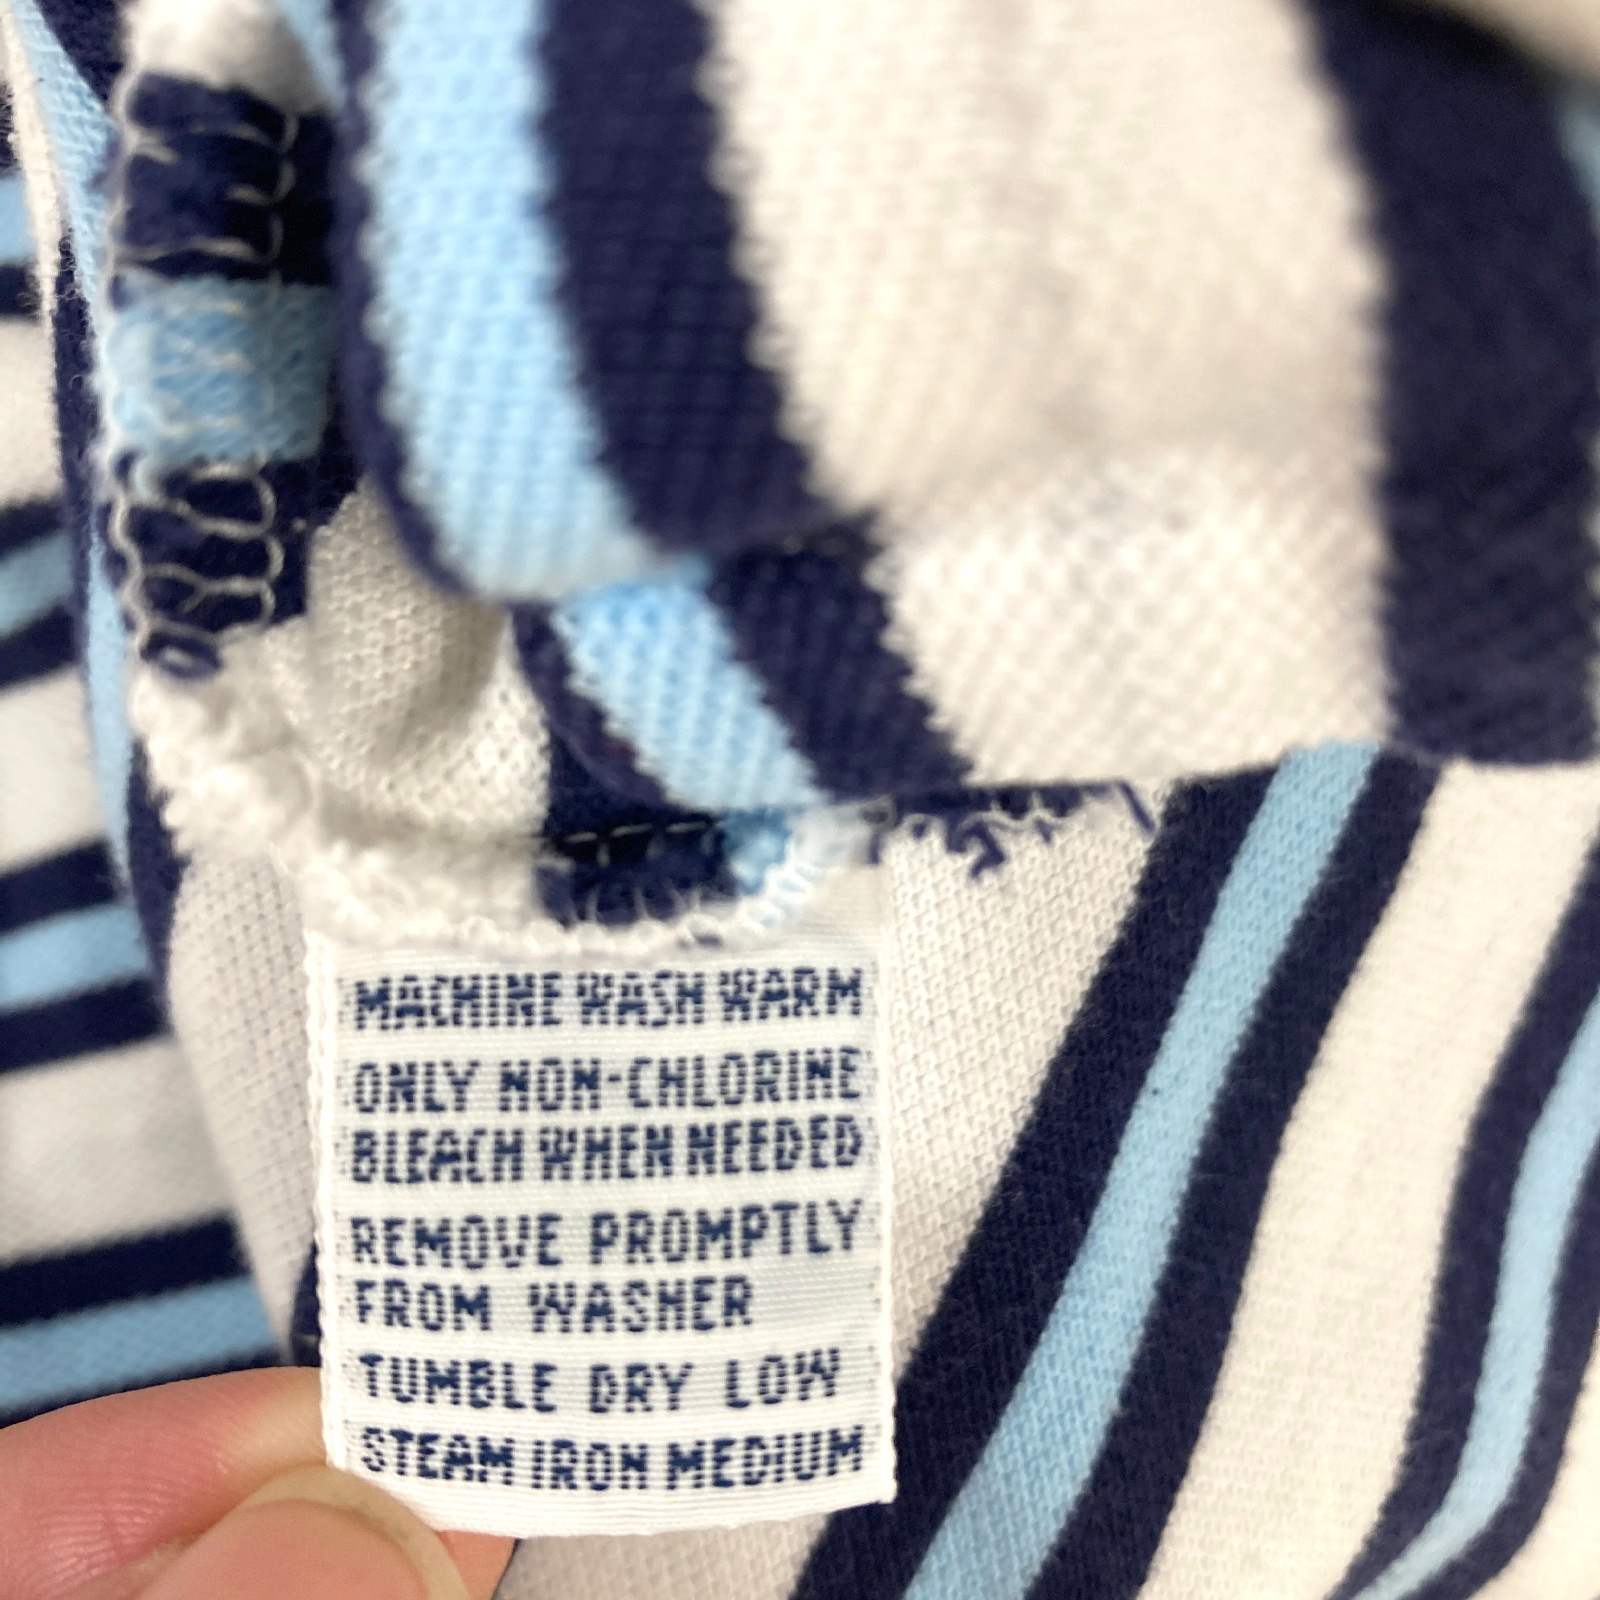 MACHINE WASH WARM
ONLY NON-CHLORINE
BLEACH WHEN NEEDED
REMOVE PROMPTLY
FROM WASHER
TUMBLE DRY LOW
STEAM IRON MEDIUM